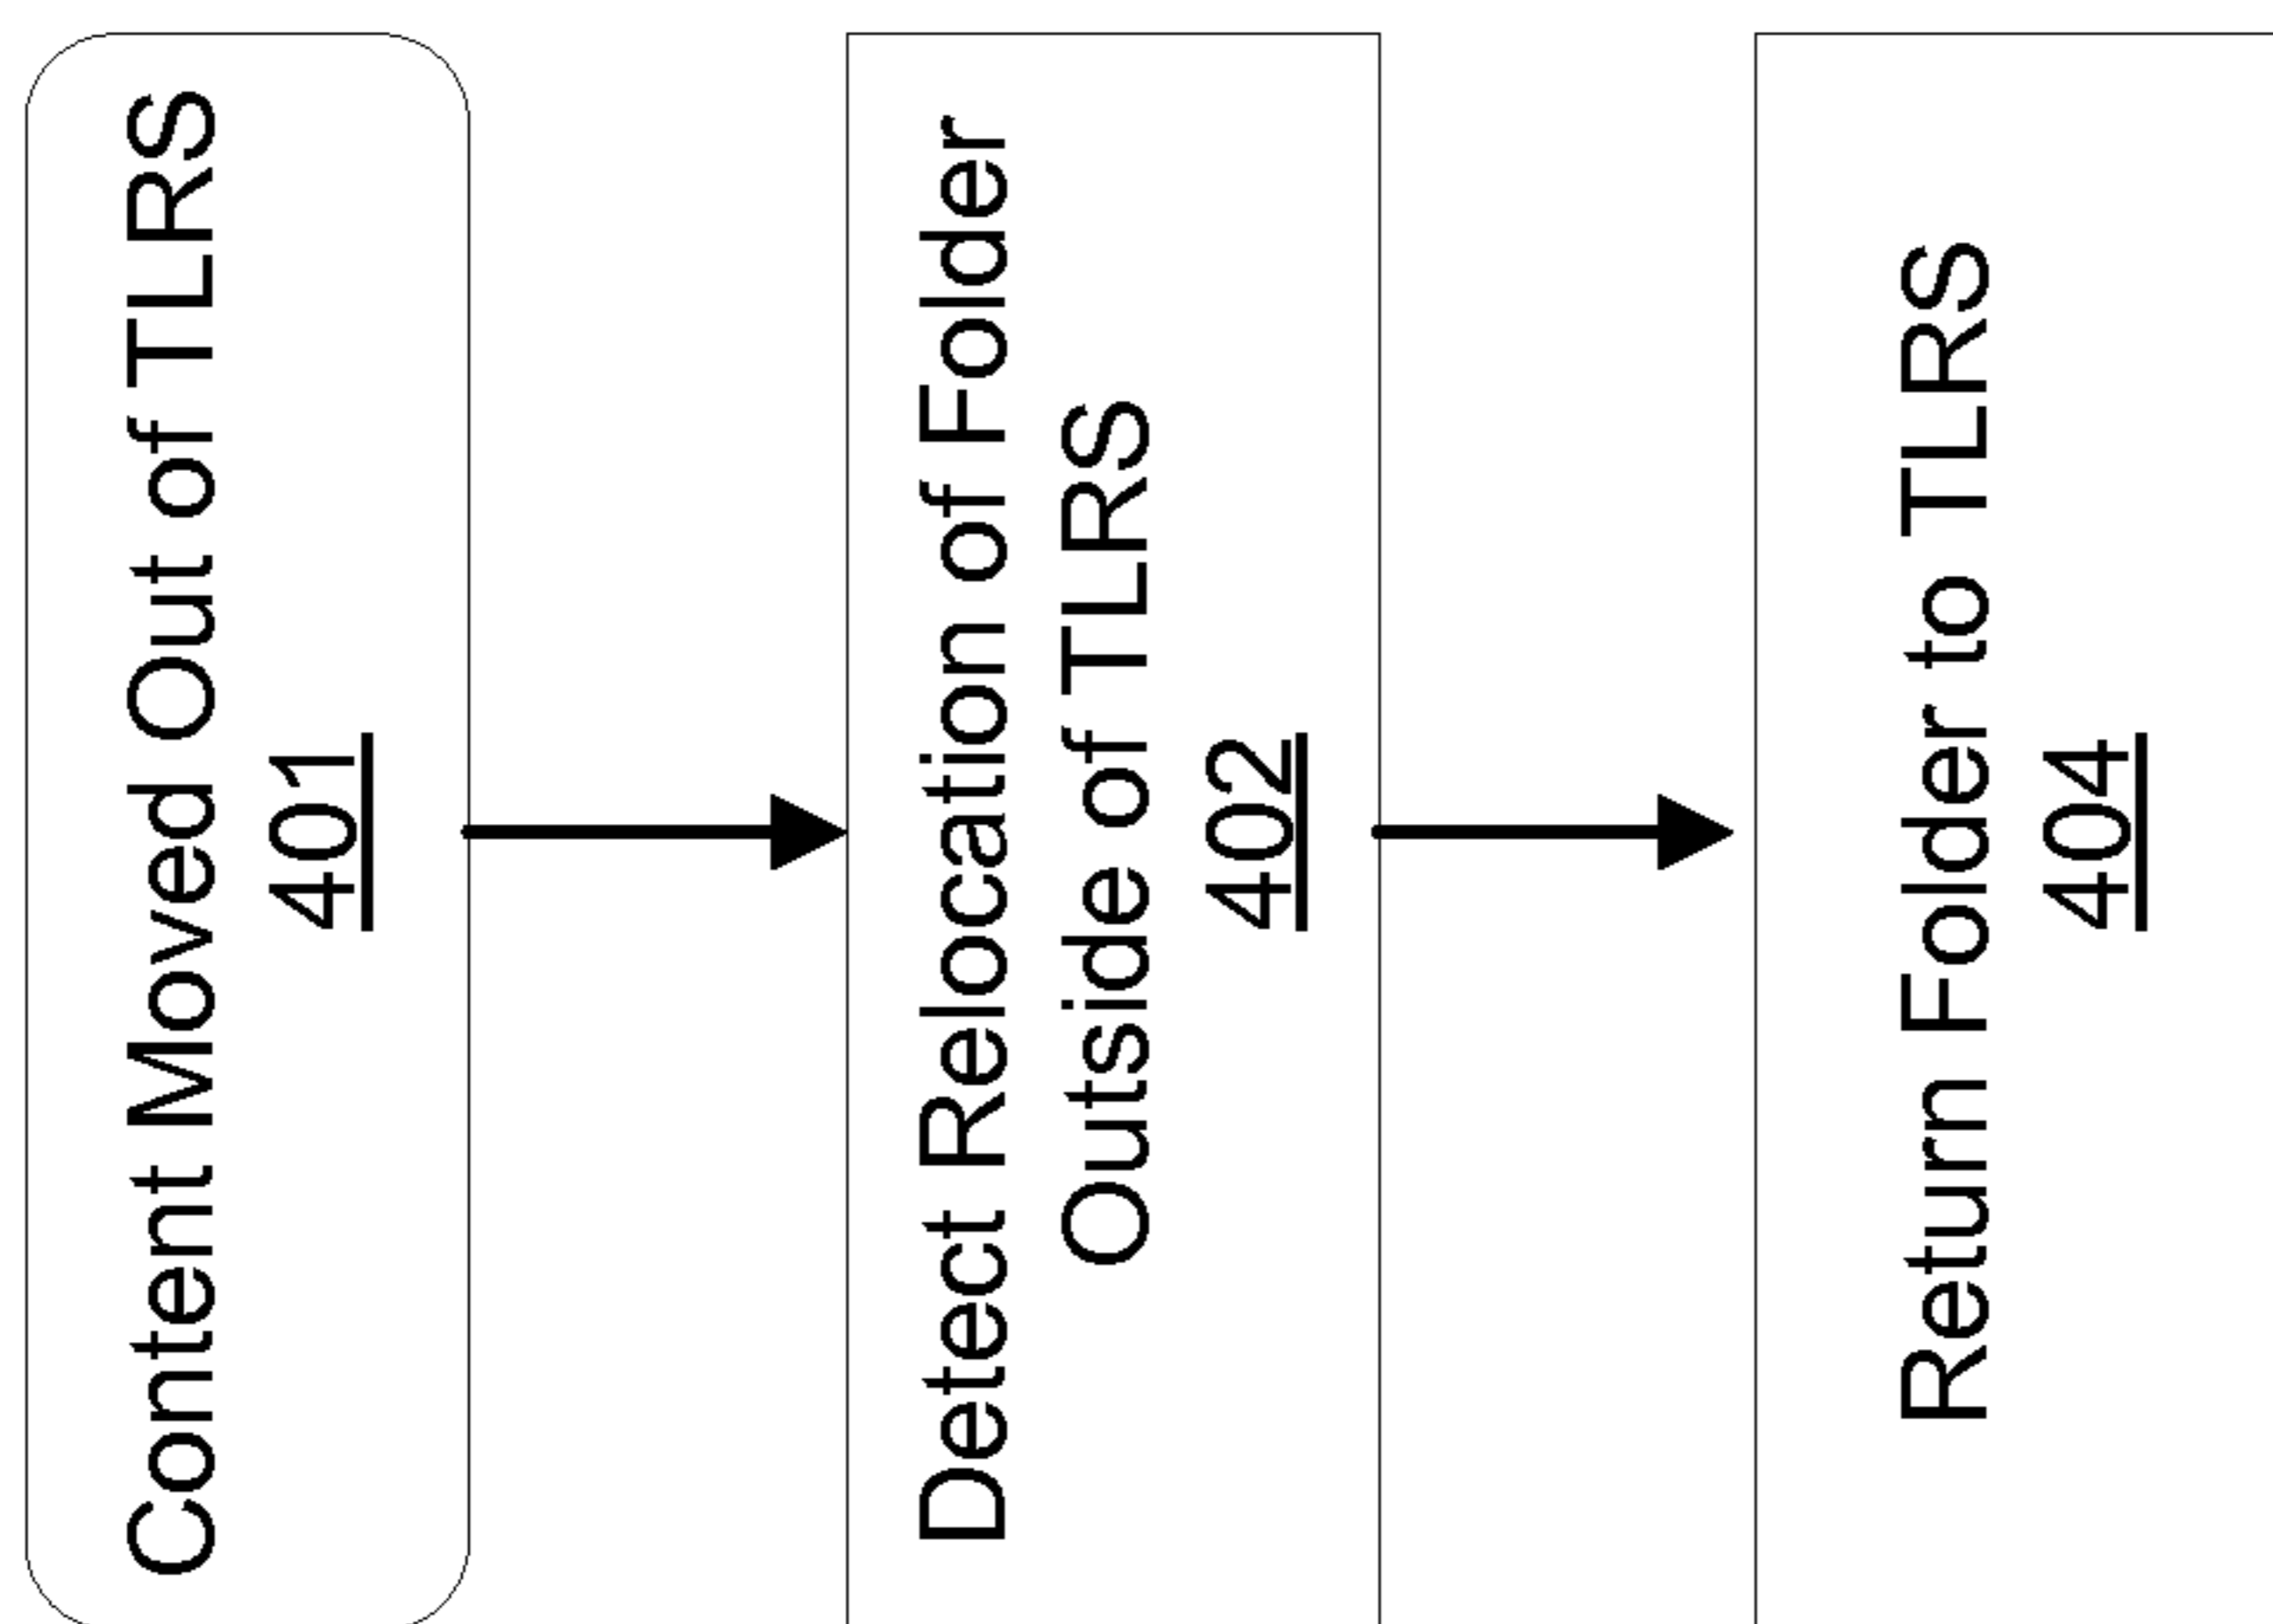 Content Moved Out of TLRS
401
Detect Relocation of Folder
Outside of TLRS
402
Return Folder to TLRS
404